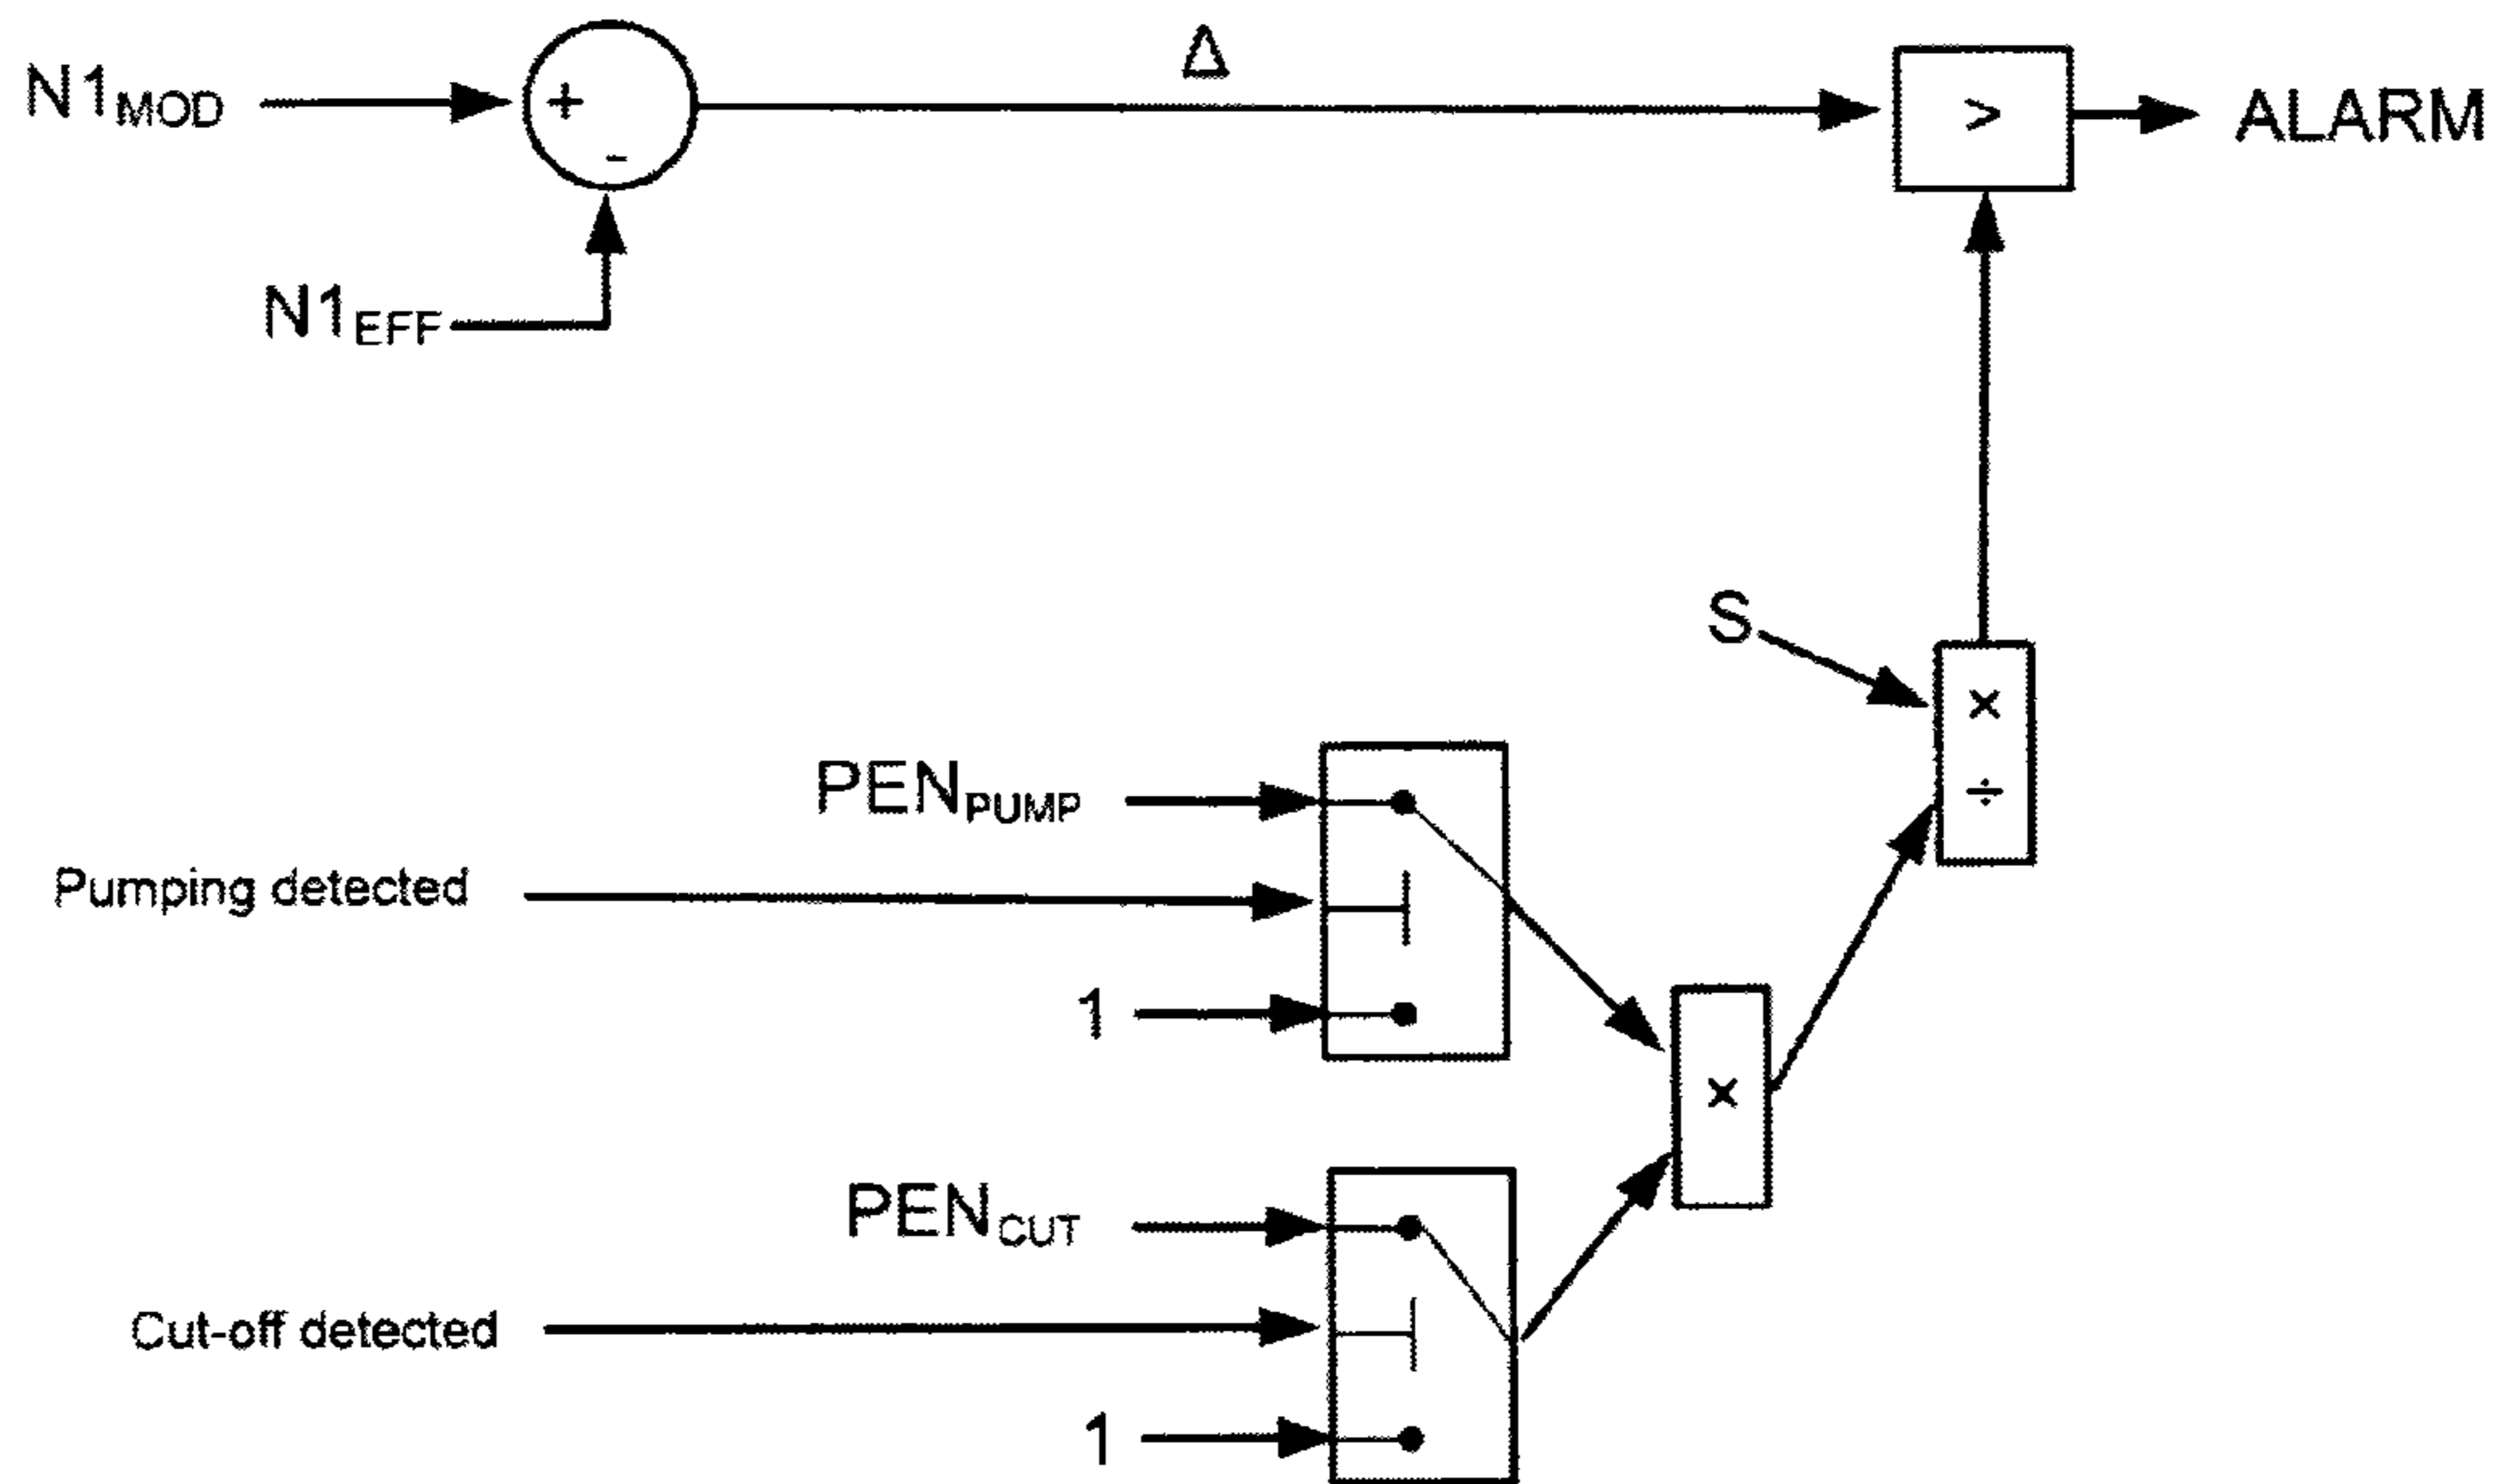 Δ
N1MOD
+
-
>
ALARM
N1EFF
S
×
÷
PENPUMP
Pumping detected
1
×
PENCUT
Cut-off detected
1